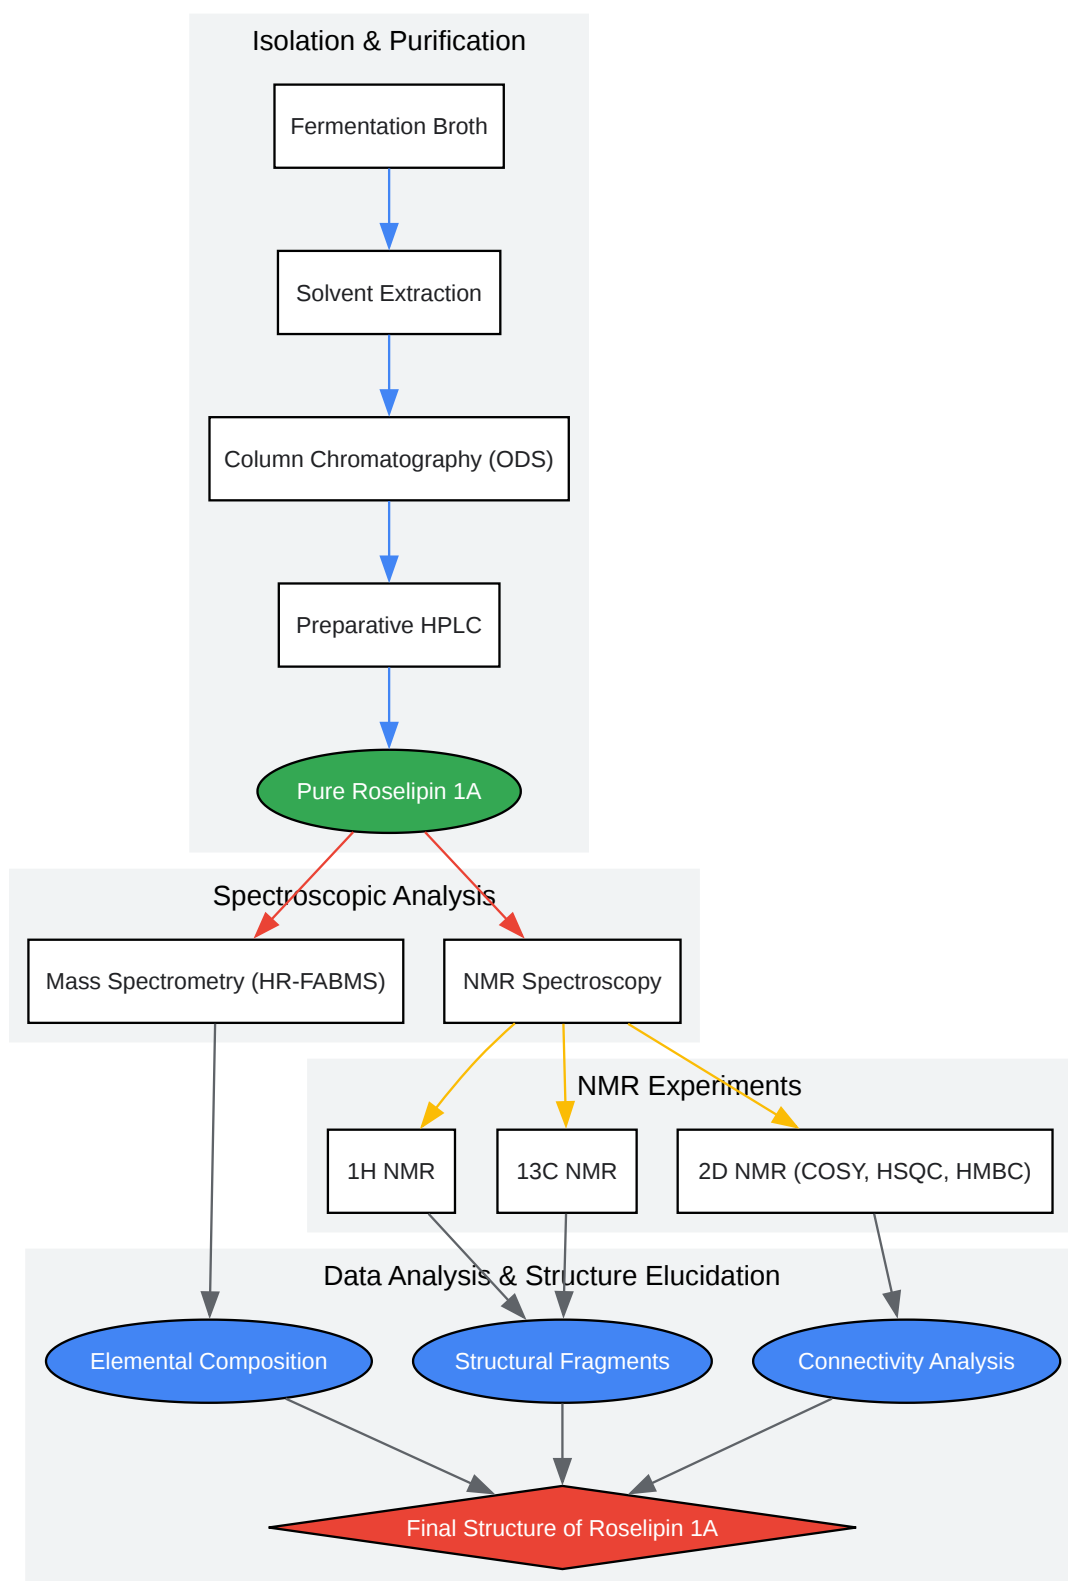 Isolation & Purification
Fermentation Broth
Solvent Extraction
Column Chromatography (ODS)
Preparative HPLC
Pure Roselipin 1A
Spectroscopic Analysis
Mass Spectrometry (HR-FABMS)
NMR Spectroscopy
NMR Experiments
1H NMR
13C NMR
2D NMR (COSY, HSQC, HMBC)
Data Analysis & Structure Elucidation
Elemental Composition
Structural Fragments
Connectivity Analysis
Final Structure of Roselipin 1A